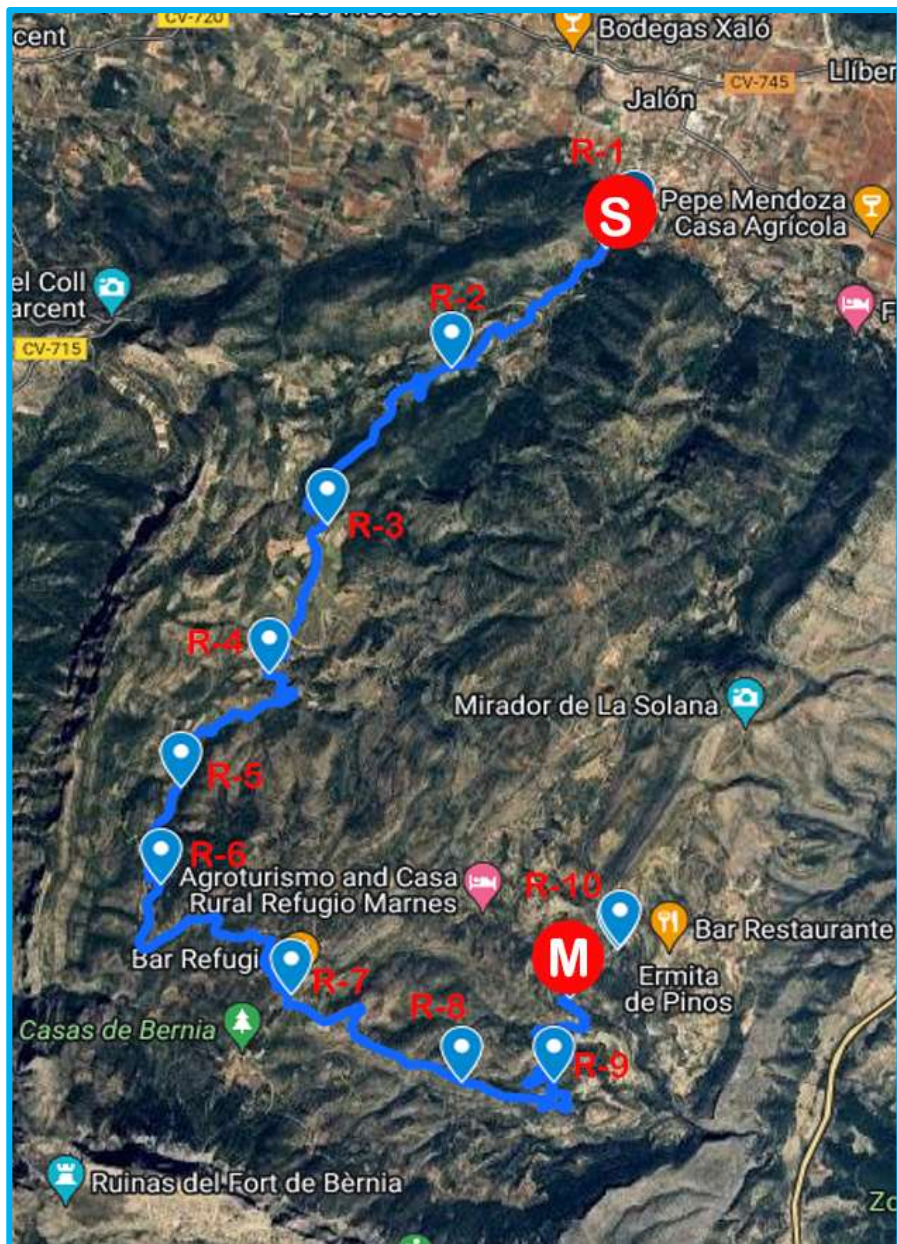 CV-720
cent
Bodegas Xaló
CV-745
Llíber
Jalón
R-1
S
Pepe Mendoza
Casa Agrícola
el Coll
arcent
R-2
F
CV-715
R-3
R-4
Mirador de La Solana
R-5
R-6
Agroturismo and Casa
Rural Refugio Marnes
R-10
Bar Restaurante
M
Bar Refugi
R-7
Ermita
de Pinos
R-8
Casas de Bernia
R-9
Ruinas del Fort de Bèrnia
Zo